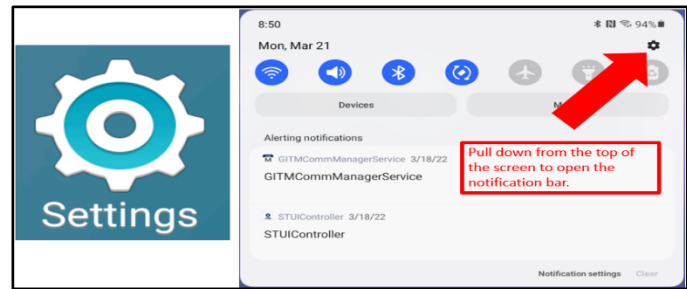 Settings
8:50
94%
Mon, Mar 21
Devices
Alerting notifications
GITMCommManagerService 3/18/22
GITMCommManagerService
Pull down from the top of
the screen to open the
notification bar.
STUIController 3/18/22
STUIController
Notification settings Clear